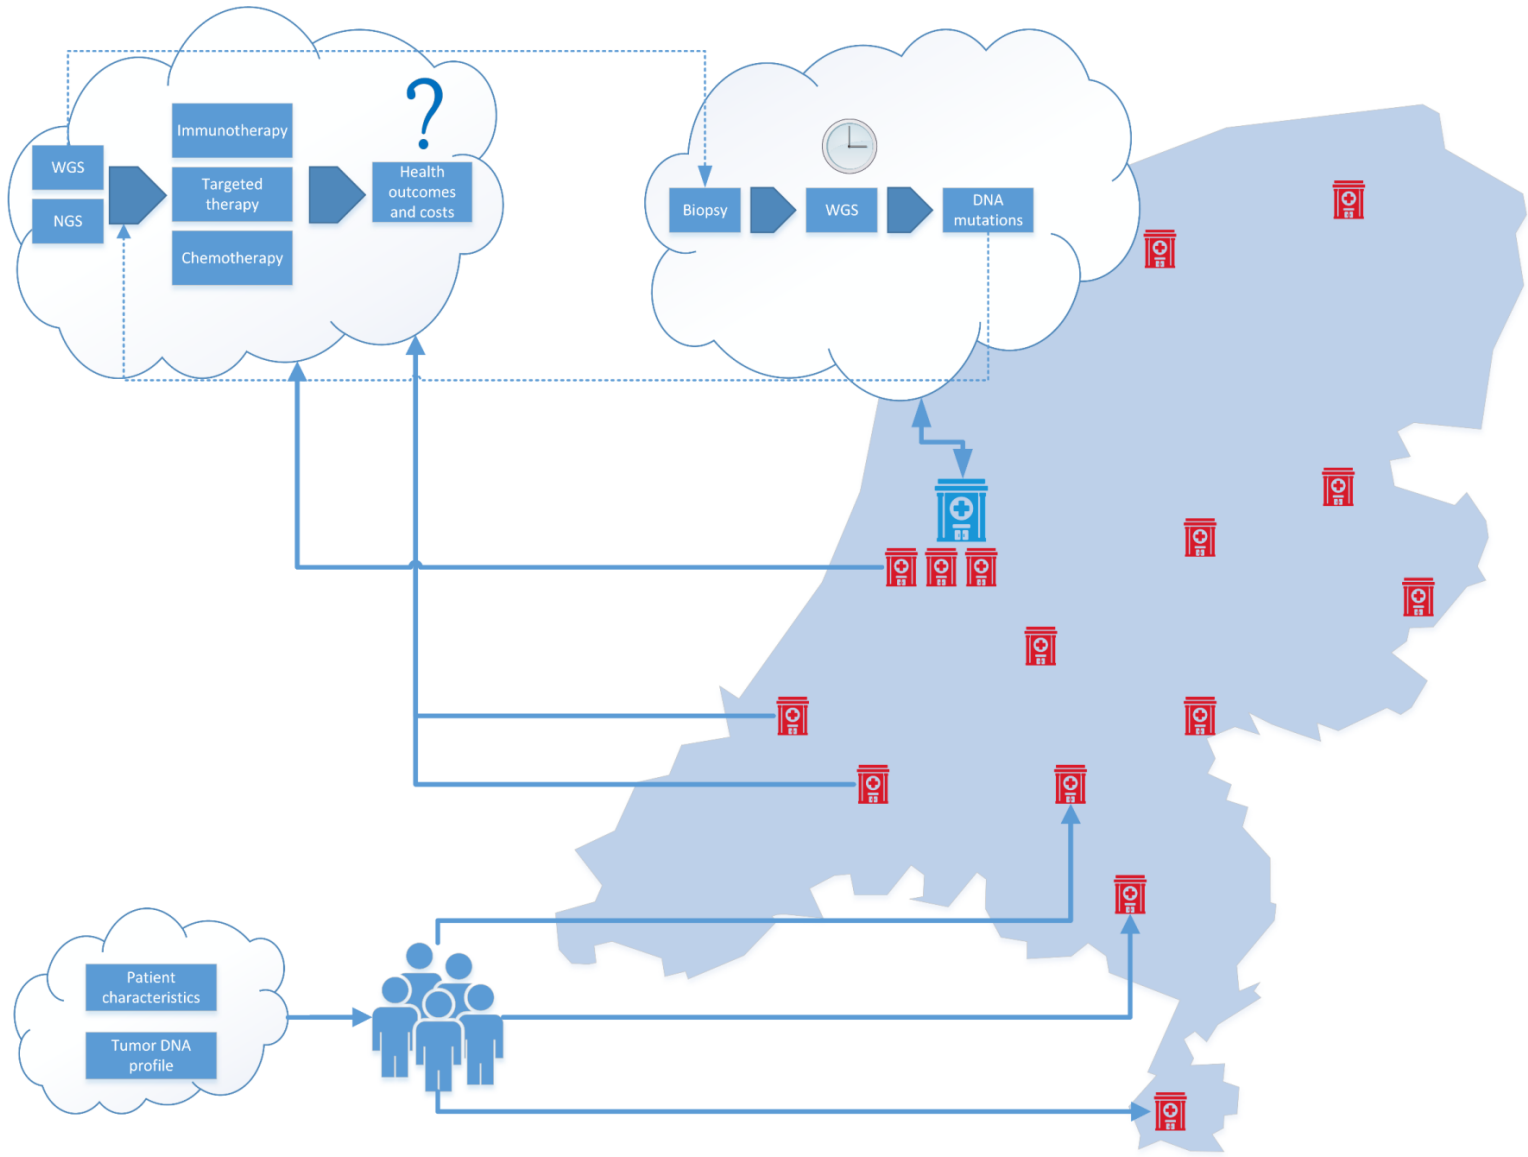 WGS
NGS
Immunotherapy
Targeted
therapy
Chemotherapy
?
Health
outcomes
and costs
Biopsy
WGS
DNA
mutations
Patient
characteristics
Tumor DNA
profile